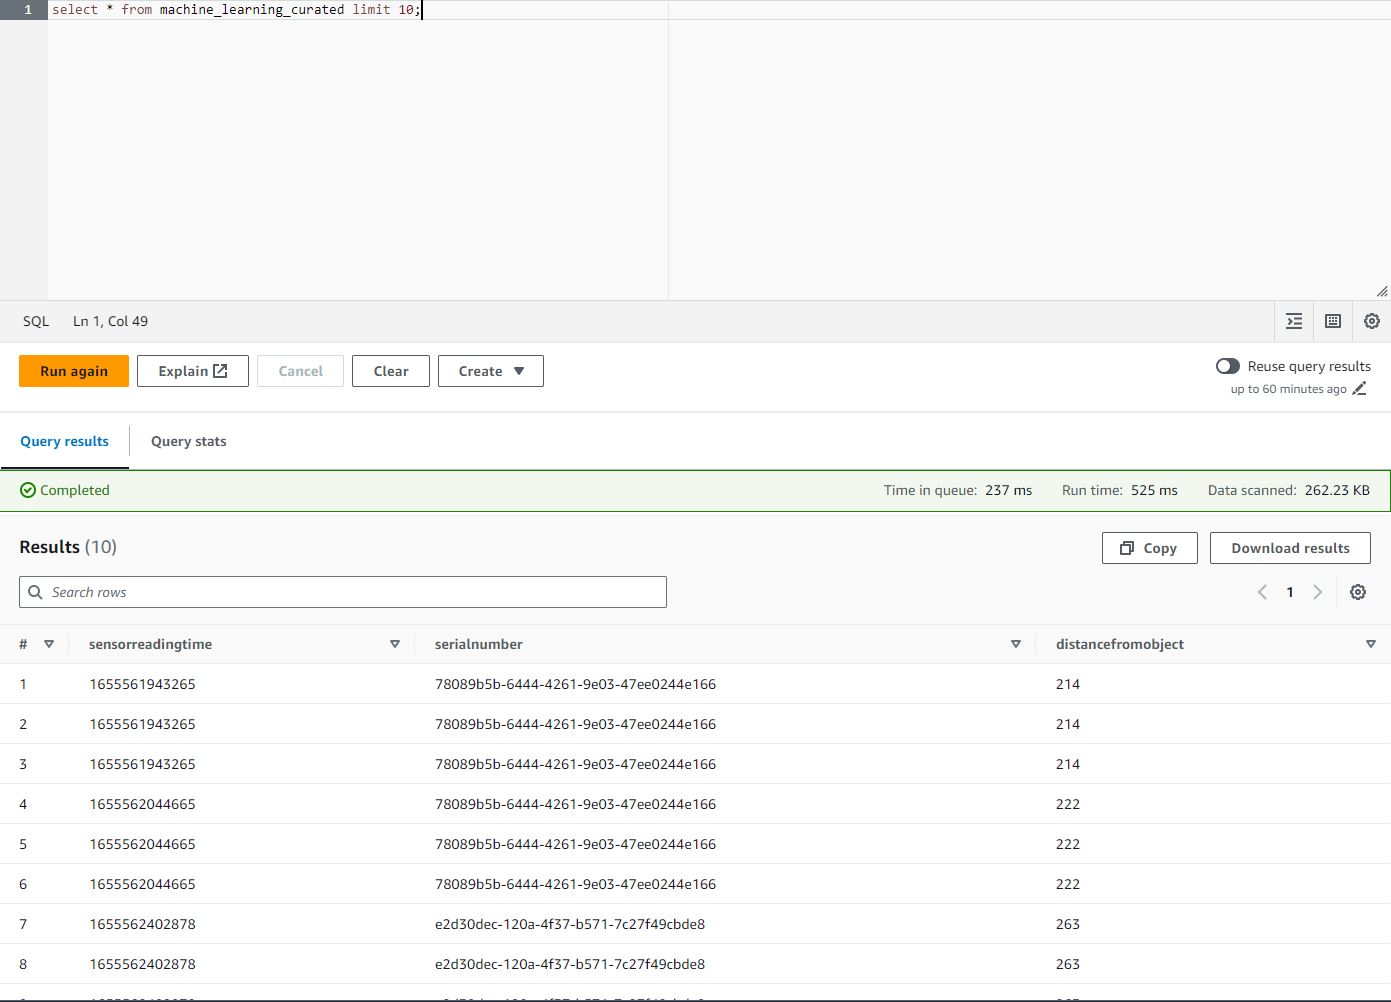 1 select * from machine_learning_curated limit 10;
SQL Ln 1, Col 49
Run again Explain Cancel Clear Create Reuse query results
up to 60 minutes ago
Query results Query stats
Completed Time in queue: 237 ms Run time: 525 ms Data scanned: 262.23 KB
Results (10) Copy Download results
Search rows 1
# sensorreadingtime serialnumber distancefromobject
1 1655561943265 78089b5b-6444-4261-9e03-47ee0244e166 214
2 1655561943265 78089b5b-6444-4261-9e03-47ee0244e166 214
3 1655561943265 78089b5b-6444-4261-9e03-47ee0244e166 214
4 1655562044665 78089b5b-6444-4261-9e03-47ee0244e166 222
5 1655562044665 78089b5b-6444-4261-9e03-47ee0244e166 222
6 1655562044665 78089b5b-6444-4261-9e03-47ee0244e166 222
7 1655562402878 e2d30dec-120a-4f37-b571-7c27f49cbde8 263
8 1655562402878 e2d30dec-120a-4f37-b571-7c27f49cbde8 263